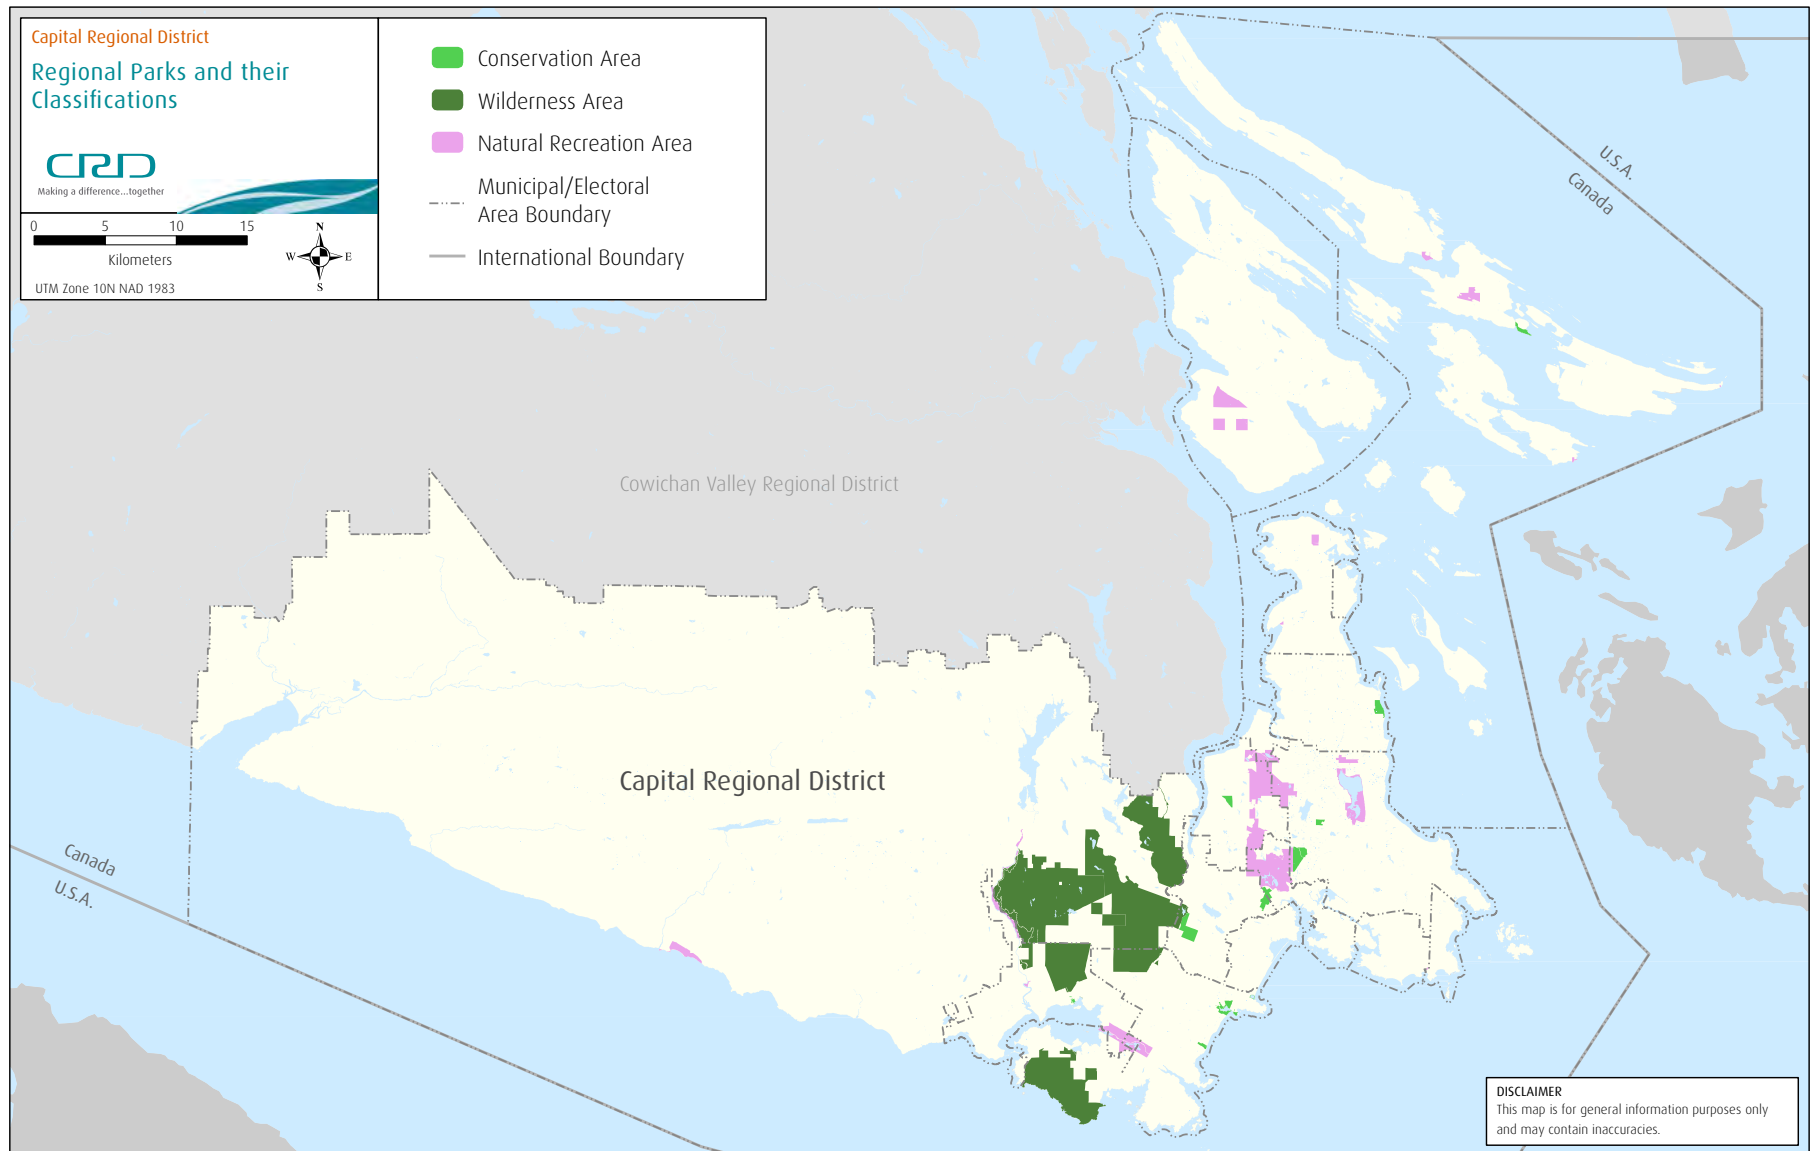 Capital Regional District
Regional Parks and their
Classifications
CRD
Making a difference...together
0 5 10 15
Kilometers
UTM Zone 10N NAD 1983
N
W E
S
Conservation Area
Wilderness Area
Natural Recreation Area
Municipal/Electoral
Area Boundary
International Boundary
U.S.A.
Canada
Cowichan Valley Regional District
Capital Regional District
Canada
U.S.A.
DISCLAIMER
This map is for general information purposes only
and may contain inaccuracies.